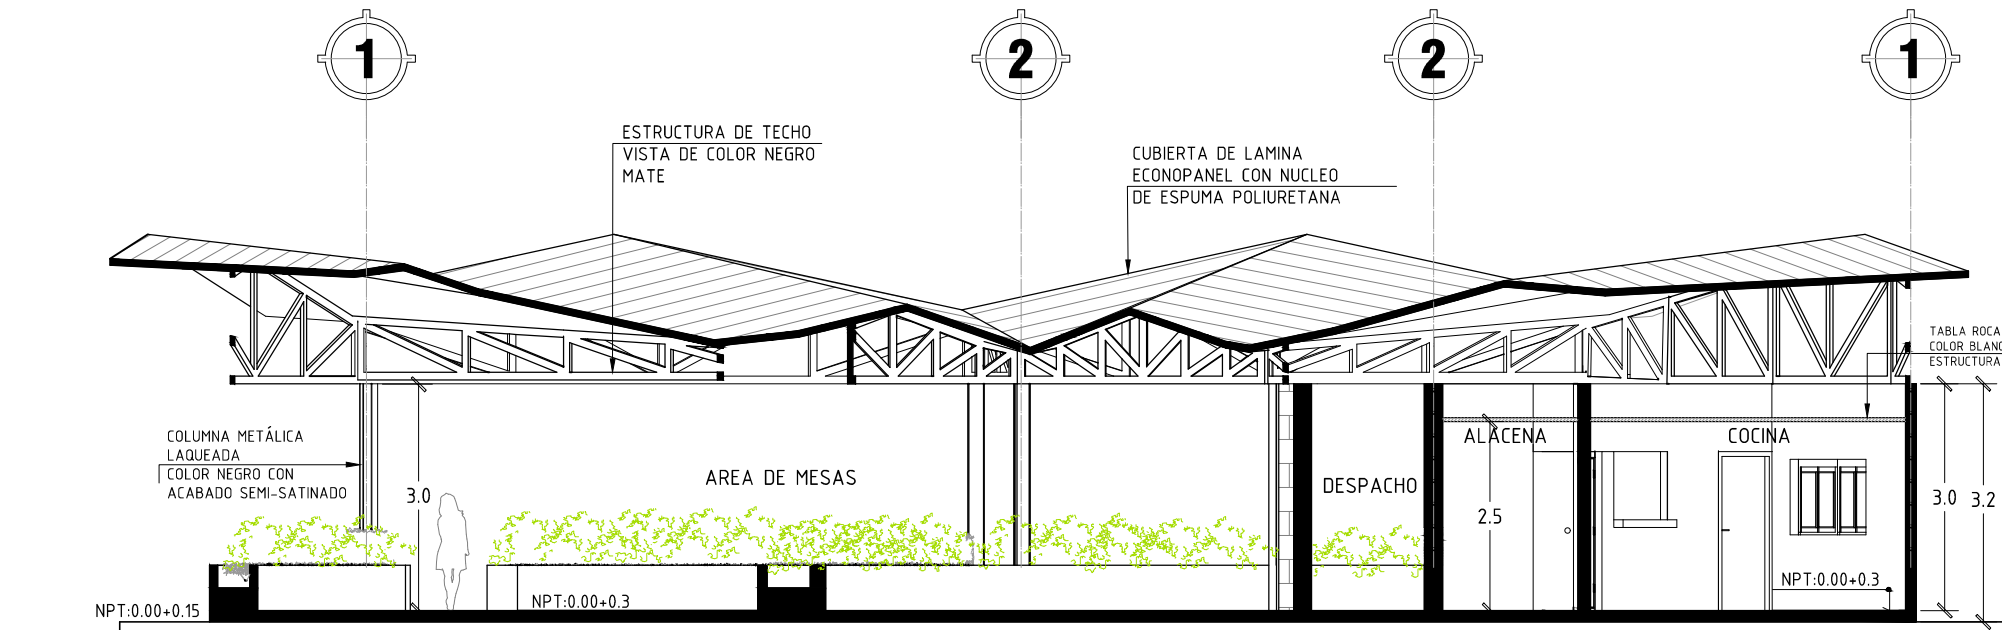 1
2
2
1
ESTRUCTURA DE TECHO
VISTA DE COLOR NEGRO
MATE
CUBIERTA DE LAMINA
ECONOPANEL CON NUCLEO
DE ESPUMA POLIURETANA
TABLA ROCA
COLOR BLANC
ESTRUCTURA
COLUMNA METÁLICA
LAQUEADA
COLOR NEGRO CON
ACABADO SEMI-SATINADO
3.0
AREA DE MESAS
DESPACHO
ALACENA
2.5
COCINA
3.0
3.2
NPT:0.00+0.15
NPT:0.00+0.3
NPT:0.00+0.3